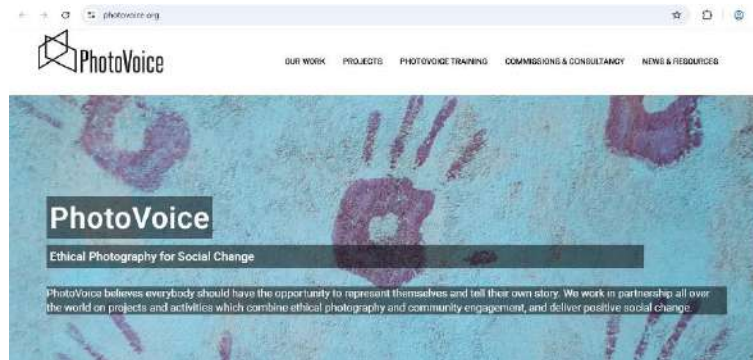 photovoice.org
PhotoVoice
OUR WORK PROJECTS PHOTOVOICE TRAINING COMMISSIONS & CONSULTANCY NEWS & RESOURCES
PhotoVoice
Ethical Photography for Social Change
PhotoVoice believes everybody should have the opportunity to represent themselves and tell their own story. We work in partnership all over
the world on projects and activities which combine ethical photography and community engagement, and deliver positive social change.